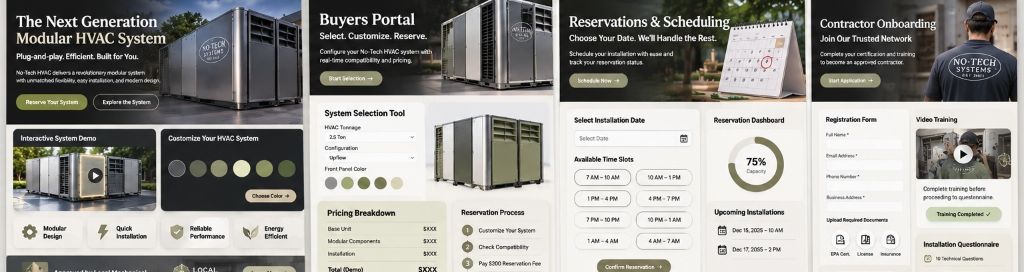 The Next Generation
Modular HVAC System
Plug-and-play. Efficient. Built for You.
No-Tech HVAC delivers a revolutionary modular system
with unmatched flexibility, easy installation, and modern design.
Reserve Your System
Explore the System
NO-TECH
SYSTEMS
Interactive System Demo
Customize Your HVAC System
Choose Color →
Modular
Design
Quick
Installation
Reliable
Performance
Energy
Efficient
Approved by Local Mechanical
LOCAL
Buyers Portal
Select. Customize. Reserve.
Configure your No-Tech HVAC system with
real-time compatibility and pricing.
Start Selection →
NO-TECH
SYSTEMS
System Selection Tool
HVAC Tonnage
2.5 Ton
Configuration
Upflow
Front Panel Color
Pricing Breakdown
Base Unit $XXX
Modular Components $XXX
Installation $XXX
Total (Demo) $XXX
Reservation Process
1 Customize Your System
2 Check Compatibility
3 Pay $300 Reservation Fee
Reservations & Scheduling
Choose Your Date. We'll Handle the Rest.
Schedule your installation with ease and
track your reservation status.
Schedule Now →
Select Installation Date
Select Date
Available Time Slots
7 AM – 10 AM
10 AM – 1 PM
1 PM – 4 PM
4 PM - 7 PM
7 PM – 10 PM
10 PM – 1 AM
1 AM – 4 AM
4 AM – 7 AM
Confirm Reservation →
Reservation Dashboard
75%
Capacity
Upcoming Installations
Dec 15, 2025 – 10 AM
Dec 17, 2055 – 2 PM
Contractor Onboarding
Join Our Trusted Network
Complete your certification and training
to become an approved contractor.
Start Application →
NO-TECH
SYSTEMS
Registration Form
Full Name *
Email Address *
Phone Number *
Business Address *
Upload Required Documents
EPA Cert.
License
Insurance
Video Training
Complete training before
proceeding to questionnaire.
Training Completed ✓
Installation Questionnaire
10 Technical Questions